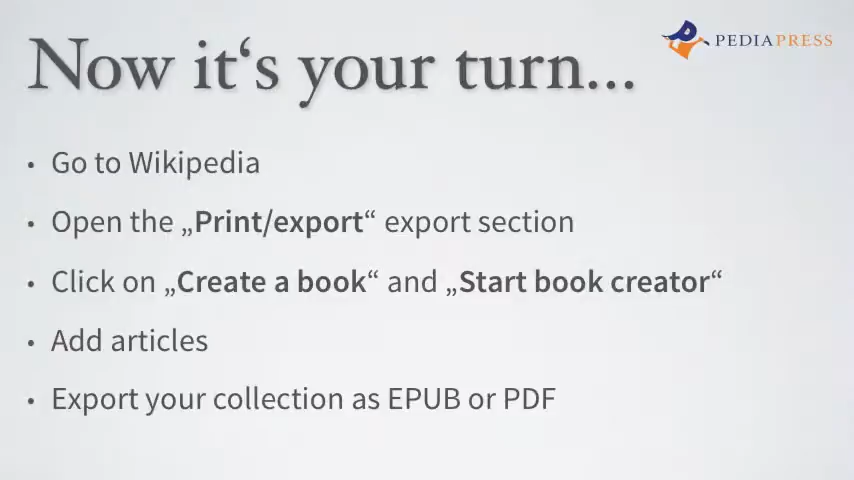 Now it‘s your turn...
PEDIAPRESS
• Go to Wikipedia
• Open the „Print/export“ export section
• Click on „Create a book“ and „Start book creator“
• Add articles
• Export your collection as EPUB or PDF